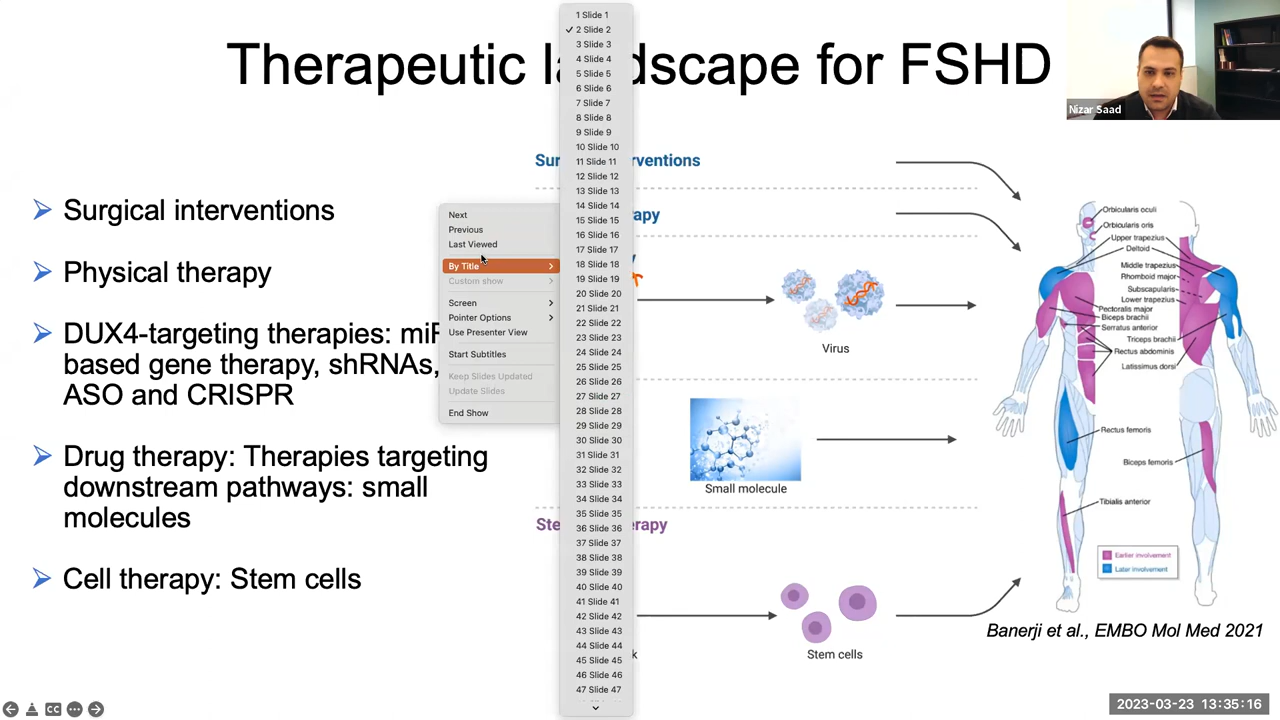 Therapeutic l dscape for FSHD
Nizar Saad
Surgical interventions
Physical therapy
DUX4-targeting therapies: miR
based gene therapy, shRNAs,
ASO and CRISPR
Drug therapy: Therapies targeting
downstream pathways: small
molecules
Cell therapy: Stem cells
Next
Previous
Last Viewed
By Title
Custom show
Screen
Pointer Options
Use Presenter View
Start Subtitles
Keep Slides Updated
Update Slides
End Show
1 Slide 1
2 Slide 2
3 Slide 3
4 Slide 4
5 Slide 5
6 Slide 6
7 Slide 7
8 Slide 8
9 Slide 9
10 Slide 10
11 Slide 11
12 Slide 12
13 Slide 13
14 Slide 14
15 Slide 15
16 Slide 16
17 Slide 17
18 Slide 18
19 Slide 19
20 Slide 20
21 Slide 21
22 Slide 22
23 Slide 23
24 Slide 24
25 Slide 25
26 Slide 26
27 Slide 27
28 Slide 28
29 Slide 29
30 Slide 30
31 Slide 31
32 Slide 32
33 Slide 33
34 Slide 34
35 Slide 35
36 Slide 36
37 Slide 37
38 Slide 38
39 Slide 39
40 Slide 40
41 Slide 41
42 Slide 42
43 Slide 43
44 Slide 44
45 Slide 45
46 Slide 46
47 Slide 47
Sur rventions
apy
Virus
Small molecule
Ste rapy
Stem cells
Orbicularis oculi
Orbicularis oris
Upper trapezius
Deltoid
Middle trapezius
Rhomboid major
Subscapularis
Lower trapezius
Pectoralis major
Biceps brachii
Serratus anterior
Triceps brachii
Rectus abdominis
Latissimus dorsi
Rectus femoris
Biceps femoris
Tibialis anterior
Earlier involvement
Later involvement
Banerji et al., EMBO Mol Med 2021
CC
2023-03-23 13:35:16